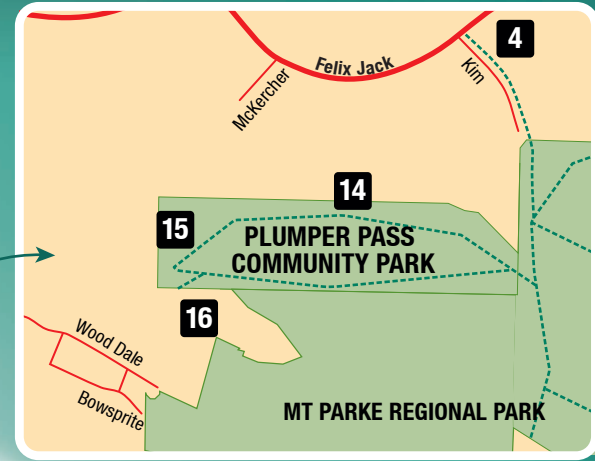 4
Felix Jack
Kim
McKercher
14
15
PLUMPER PASS
COMMUNITY PARK
16
Wood Dale
Bowsprite
MT PARKE REGIONAL PARK